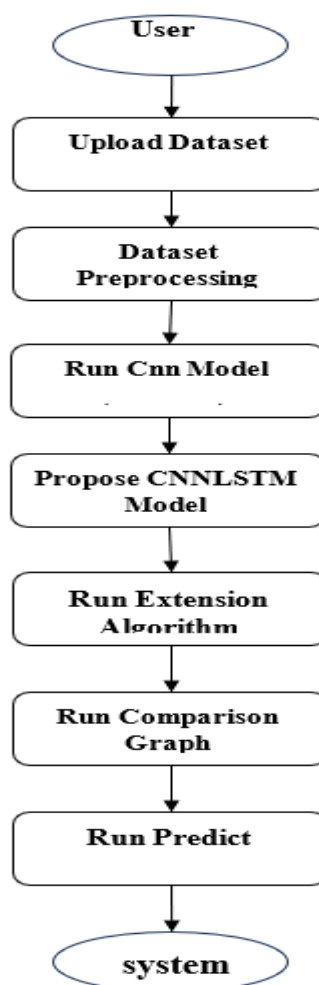 User
Upload Dataset
Dataset
Preprocessing
Run Cnn Model
Propose CNNLSTM
Model
Run Extension
Algorithm
Run Comparison
Graph
Run Predict
system